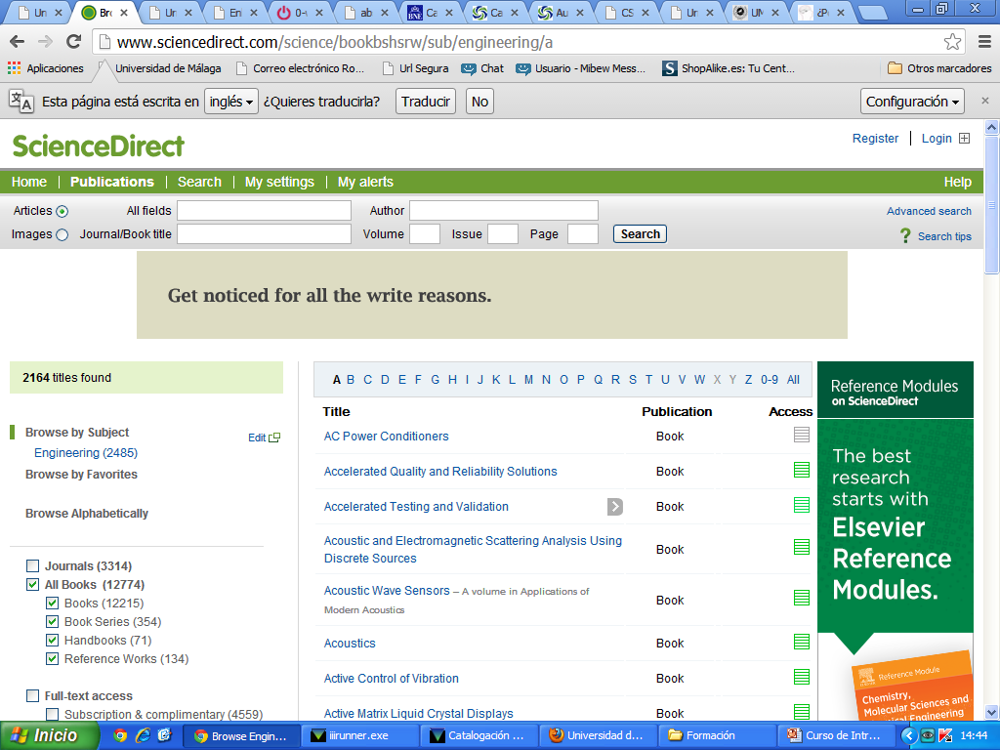 Un
Bro
Un
En
0-
ab
BNE Ca
Ca
Au
CS
Un
UN
¿P
www.sciencedirect.com/science/bookbshsrw/sub/engineering/a
Aplicaciones Universidad de Málaga Correo electrónico Ro... Url Segura Chat Usuario - Mibew Mess... S ShopAlike.es: Tu Cent... Otros marcadores
Esta página está escrita en inglés ¿Quieres traducirla? Traducir No Configuración
ScienceDirect
Register Login
Home Publications Search My settings My alerts Help
Articles All fields Author Advanced search
Images Journal/Book title Volume Issue Page Search ? Search tips
Get noticed for all the write reasons.
2164 titles found
Browse by Subject
Edit
Engineering (2485)
Browse by Favorites
Browse Alphabetically
Journals (3314)
All Books (12774)
Books (12215)
Book Series (354)
Handbooks (71)
Reference Works (134)
Full-text access
Subscription & complimentary (4559)
A B C D E F G H I J K L M N O P Q R S T U V W X Y Z 0-9 All
Title Publication Access
AC Power Conditioners Book
Accelerated Quality and Reliability Solutions Book
Accelerated Testing and Validation Book
Acoustic and Electromagnetic Scattering Analysis Using
Discrete Sources Book
Acoustic Wave Sensors – A volume in Applications of
Modern Acoustics Book
Acoustics Book
Active Control of Vibration Book
Active Matrix Liquid Crystal Displays Book
Reference Modules
on ScienceDirect
The best
research
starts with
Elsevier
Reference
Modules.
Reference Module
Chemistry,
Molecular Sciences and
Chemical Engineering
Inicio Browse Engin... iiirunner.exe Catalogación ... Universidad d... Formación Curso de Intr... 14:44